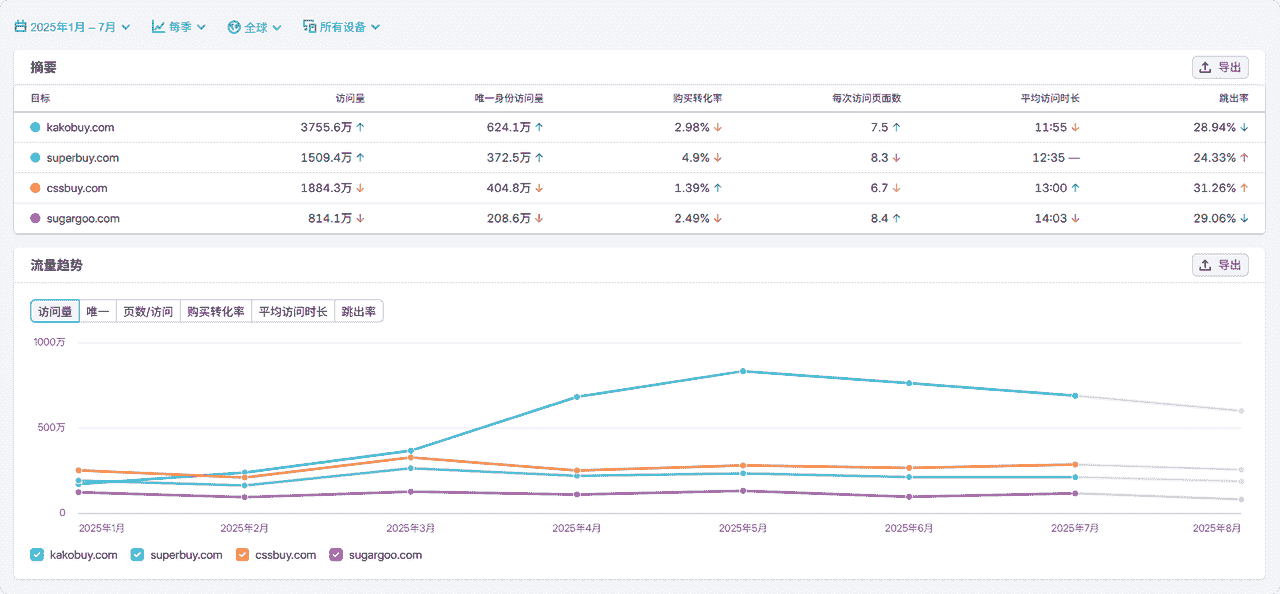 2025年1月 – 7月 每季 全球 所有设备
摘要 导出
目标 访问量 唯一身份访问量 购买转化率 每次访问页面数 平均访问时长 跳出率
kakobuy.com 3755.6万 ↑ 624.1万 ↑ 2.98% ↓ 7.5 ↑ 11:55 ↓ 28.94% ↓
superbuy.com 1509.4万 ↑ 372.5万 ↑ 4.9% ↓ 8.3 ↓ 12:35 — 24.33% ↑
cssbuy.com 1884.3万 ↓ 404.8万 ↓ 1.39% ↑ 6.7 ↓ 13:00 ↑ 31.26% ↑
sugargoo.com 814.1万 ↓ 208.6万 ↓ 2.49% ↓ 8.4 ↑ 14:03 ↓ 29.06% ↓
流量趋势 导出
访问量 唯一 页数/访问 购买转化率 平均访问时长 跳出率
1000万
500万
0
2025年1月 2025年2月 2025年3月 2025年4月 2025年5月 2025年6月 2025年7月 2025年8月
kakobuy.com superbuy.com cssbuy.com sugargoo.com